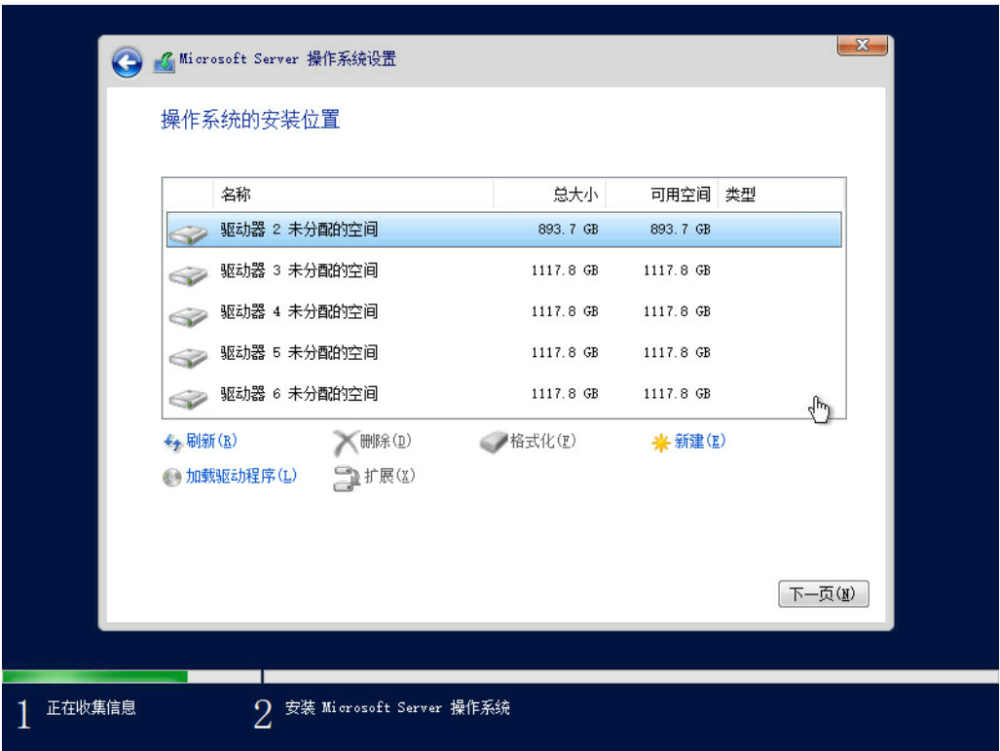 Microsoft Server 操作系统设置
操作系统的安装位置
名称 总大小 可用空间 类型
驱动器 2 未分配的空间 893.7 GB 893.7 GB
驱动器 3 未分配的空间 1117.8 GB 1117.8 GB
驱动器 4 未分配的空间 1117.8 GB 1117.8 GB
驱动器 5 未分配的空间 1117.8 GB 1117.8 GB
驱动器 6 未分配的空间 1117.8 GB 1117.8 GB
刷新(R) 删除(D) 格式化(F) 新建(E)
加载驱动程序(L) 扩展(X)
下一页(N)
1 正在收集信息 2 安装 Microsoft Server 操作系统